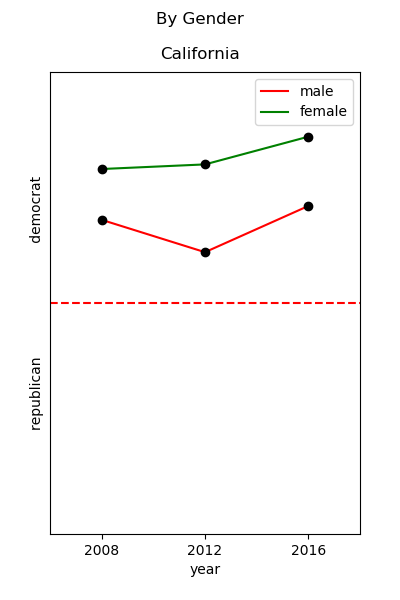 By Gender
California
male
female
democrat
republican
2008
2012
2016
year